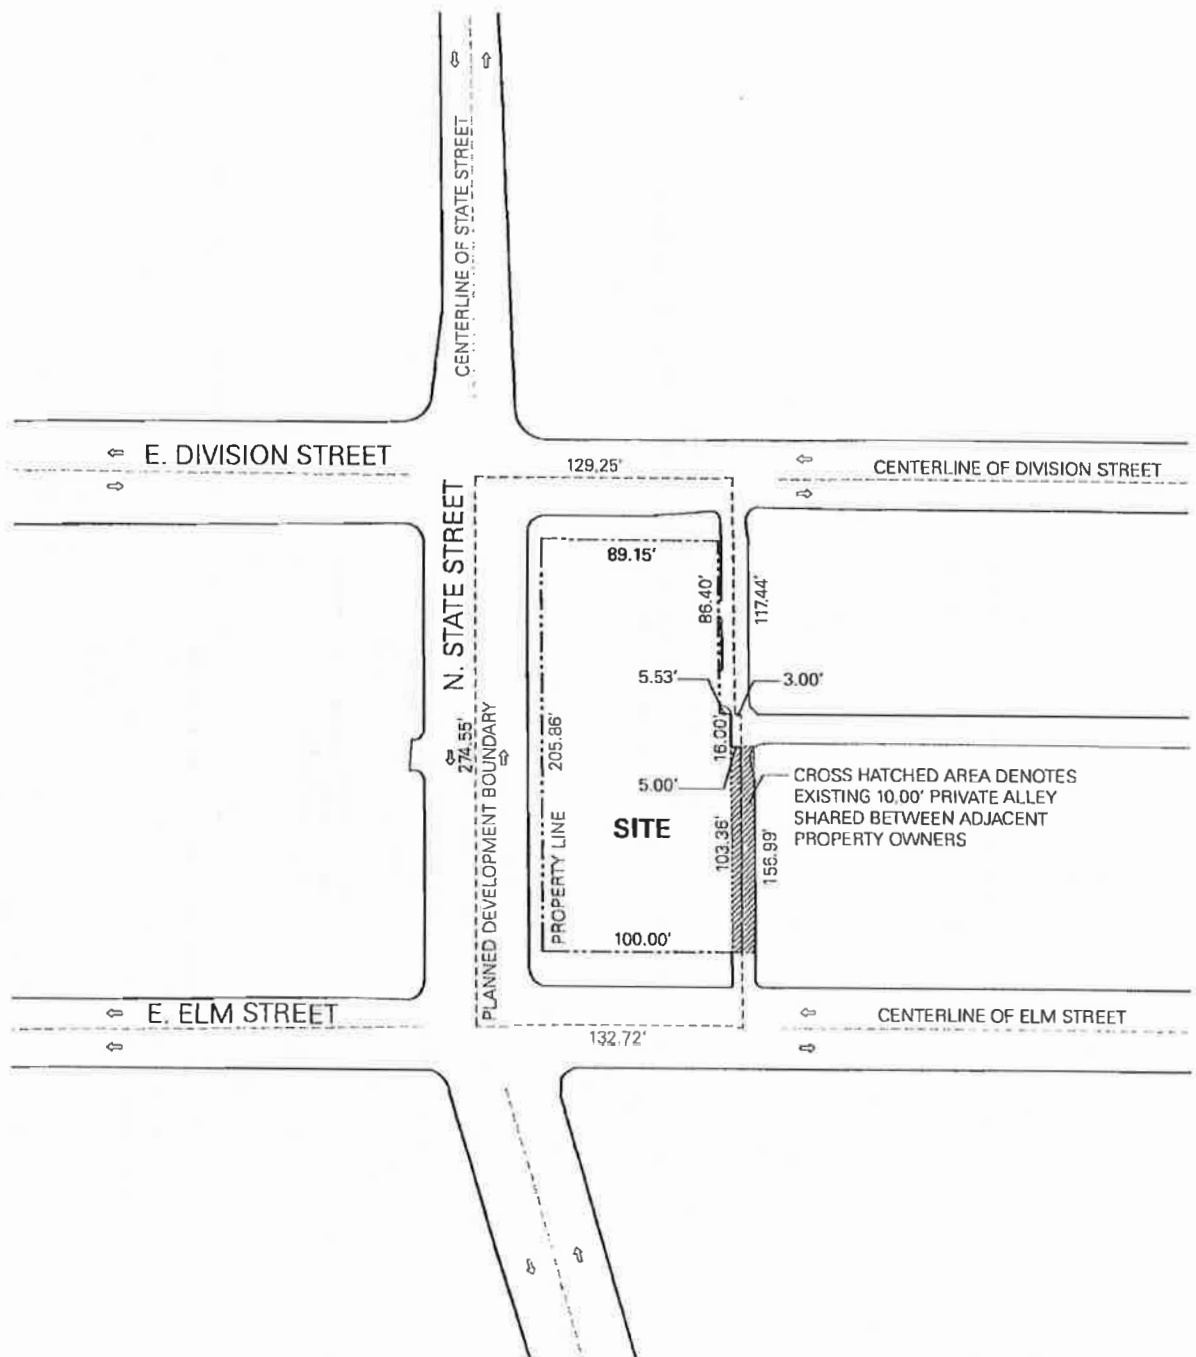 CENTERLINE OF STATE STREET
E. DIVISION STREET
129.25'
CENTERLINE OF DIVISION STREET
N. STATE STREET
89.15'
86.40'
117.44'
5.53'
3.00'
274.55'
PLANNED DEVELOPMENT BOUNDARY
205.86'
PROPERTY LINE
16.00'
5.00'
CROSS HATCHED AREA DENOTES
EXISTING 10.00' PRIVATE ALLEY
SHARED BETWEEN ADJACENT
PROPERTY OWNERS
SITE
103.36'
156.99'
100.00'
E. ELM STREET
CENTERLINE OF ELM STREET
132.72'